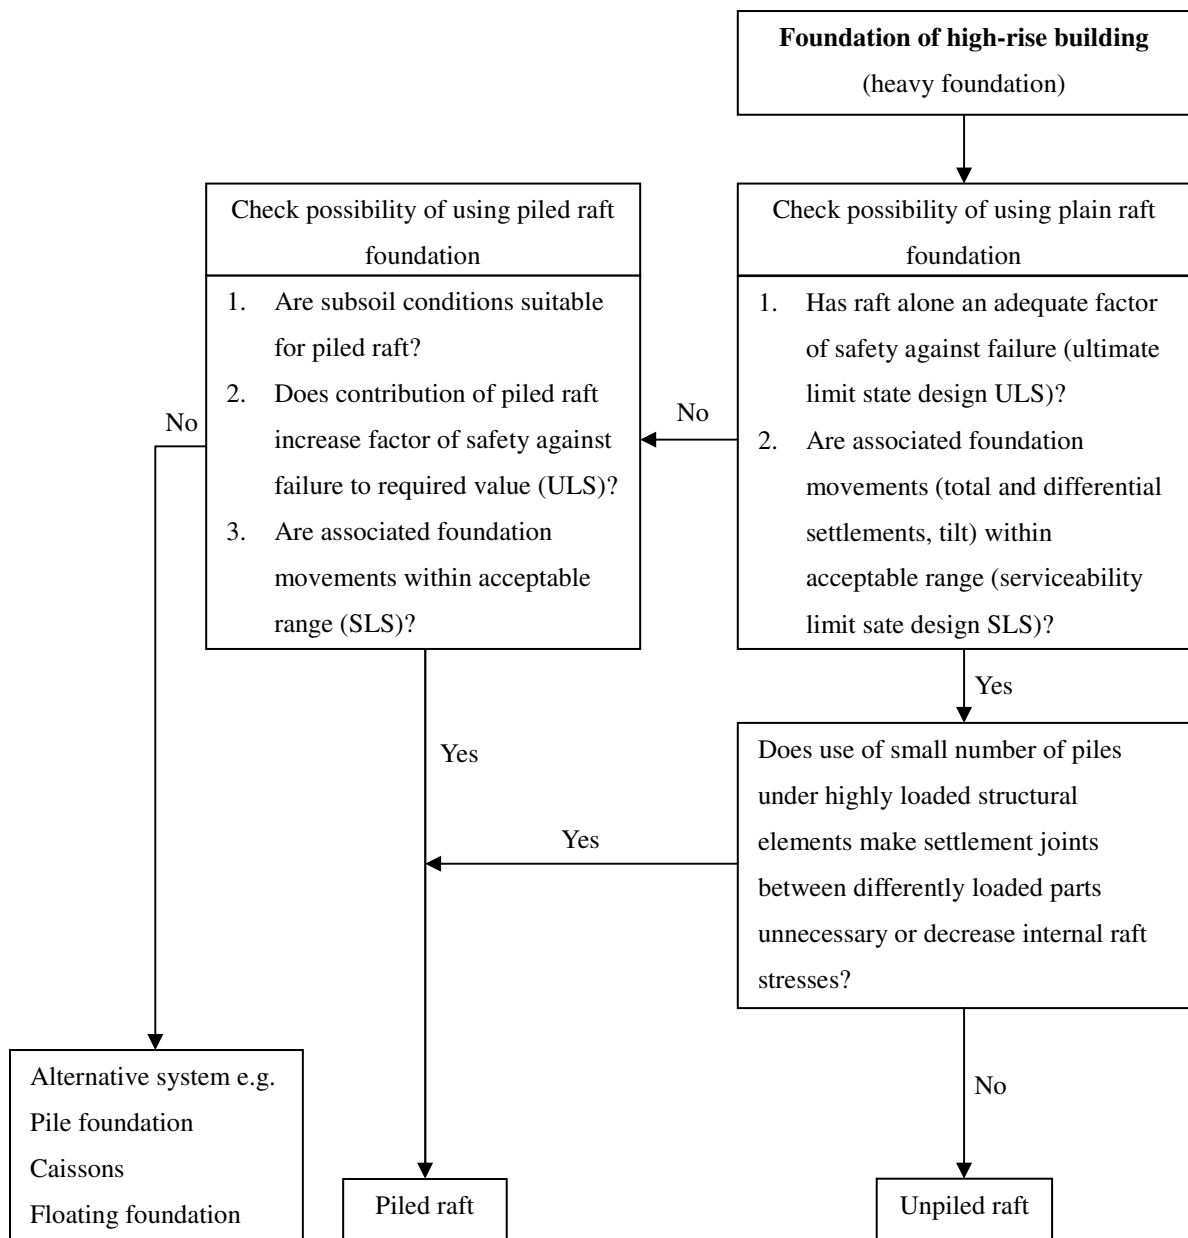 Foundation of high-rise building
(heavy foundation)
Check possibility of using plain raft
foundation
1. Has raft alone an adequate factor
of safety against failure (ultimate
limit state design ULS)?
2. Are associated foundation
movements (total and differential
settlements, tilt) within
acceptable range (serviceability
limit sate design SLS)?
No
Check possibility of using piled raft
foundation
1. Are subsoil conditions suitable
for piled raft?
2. Does contribution of piled raft
increase factor of safety against
failure to required value (ULS)?
3. Are associated foundation
movements within acceptable
range (SLS)?
No
Yes
Yes
Does use of small number of piles
under highly loaded structural
elements make settlement joints
between differently loaded parts
unnecessary or decrease internal raft
stresses?
Yes
No
Alternative system e.g.
Pile foundation
Caissons
Floating foundation
Piled raft
Unpiled raft